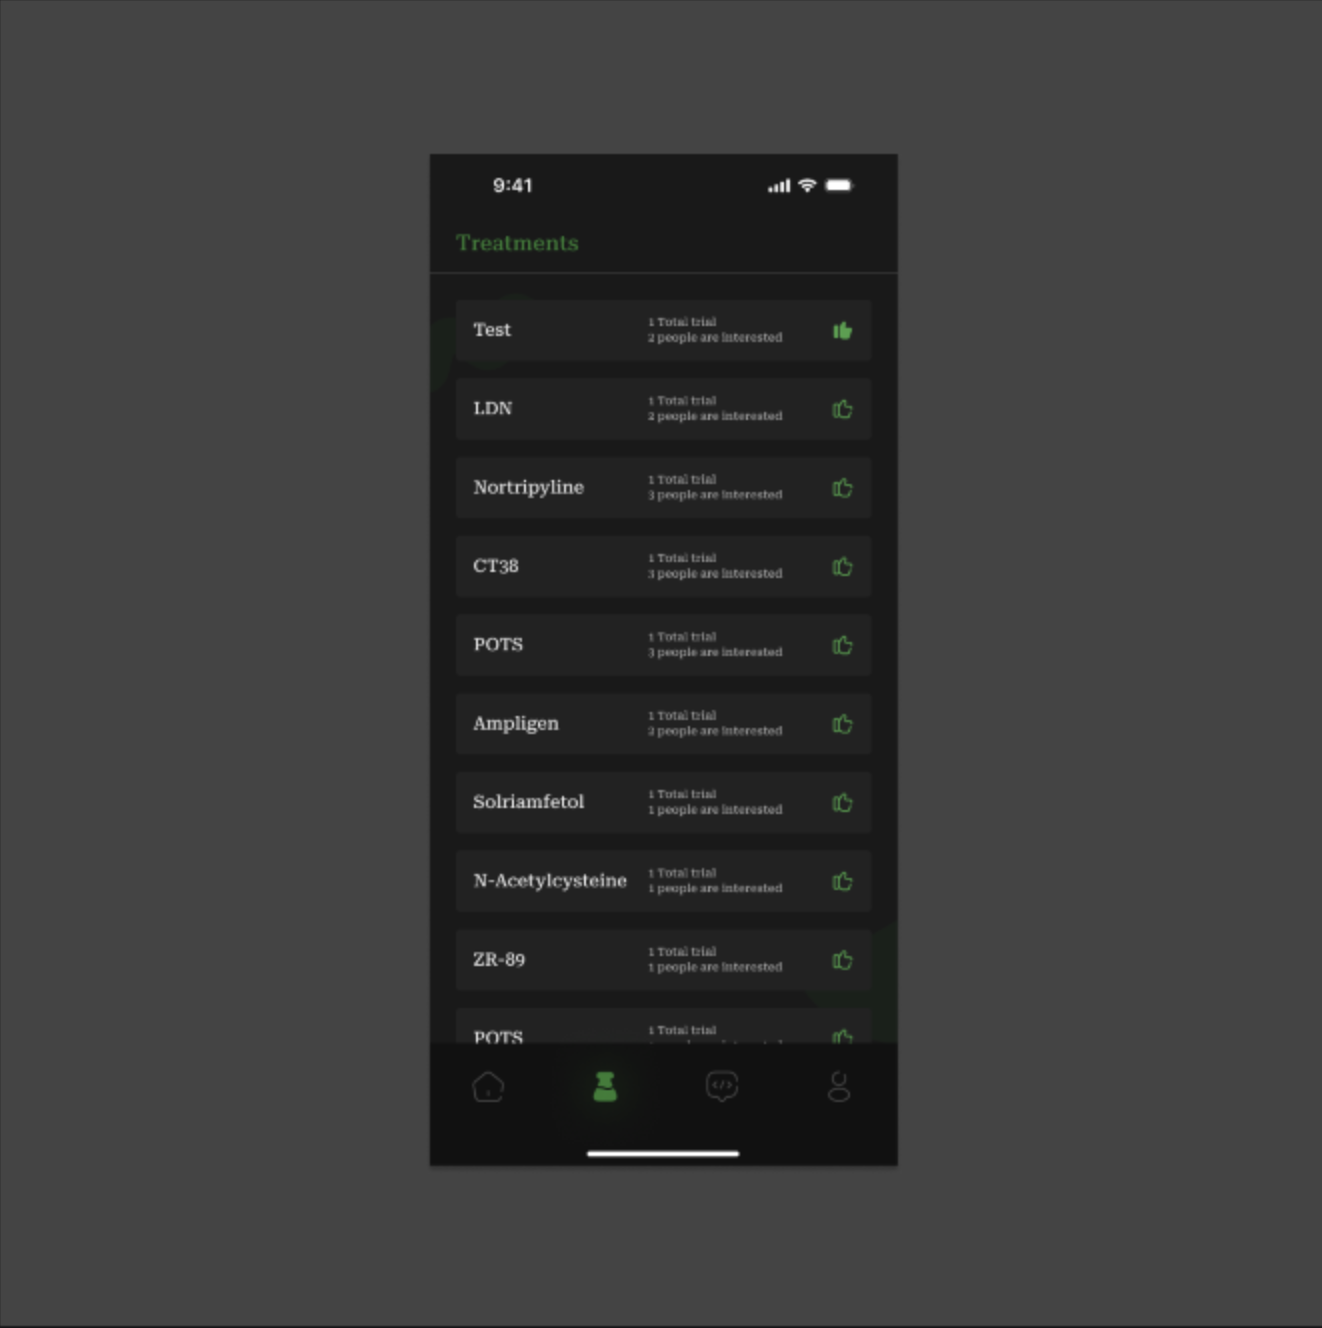 9:41
Treatments
Test
1 Total trial
2 people are interested
LDN
1 Total trial
2 people are interested
Nortripyline
1 Total trial
3 people are interested
CT38
1 Total trial
3 people are interested
POTS
1 Total trial
3 people are interested
Ampligen
1 Total trial
2 people are interested
Solriamfetol
1 Total trial
1 people are interested
N-Acetylcysteine
1 Total trial
1 people are interested
ZR-89
1 Total trial
1 people are interested
POTS
1 Total trial